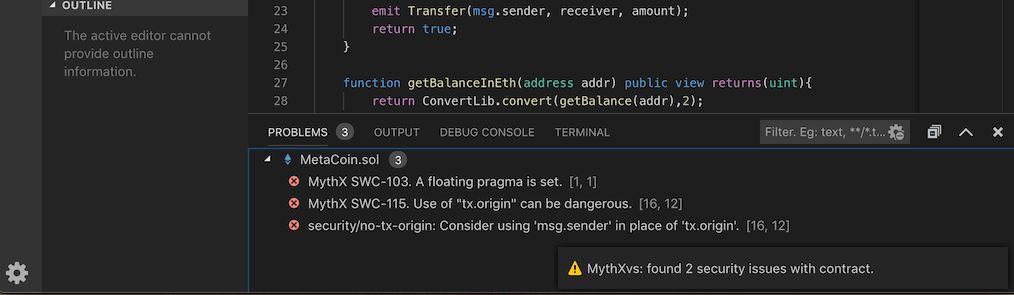 OUTLINE
The active editor cannot
provide outline
information.
23 emit Transfer(msg.sender, receiver, amount);
24 return true;
25 }
26
27 function getBalanceInEth(address addr) public view returns(uint){
28 return ConvertLib.convert(getBalance(addr),2);
PROBLEMS 3 OUTPUT DEBUG CONSOLE TERMINAL Filter. Eg: text, **/*.t...
MetaCoin.sol 3
MythX SWC-103. A floating pragma is set. [1, 1]
MythX SWC-115. Use of "tx.origin" can be dangerous. [16, 12]
security/no-tx-origin: Consider using 'msg.sender' in place of 'tx.origin'. [16, 12]
MythXvs: found 2 security issues with contract.